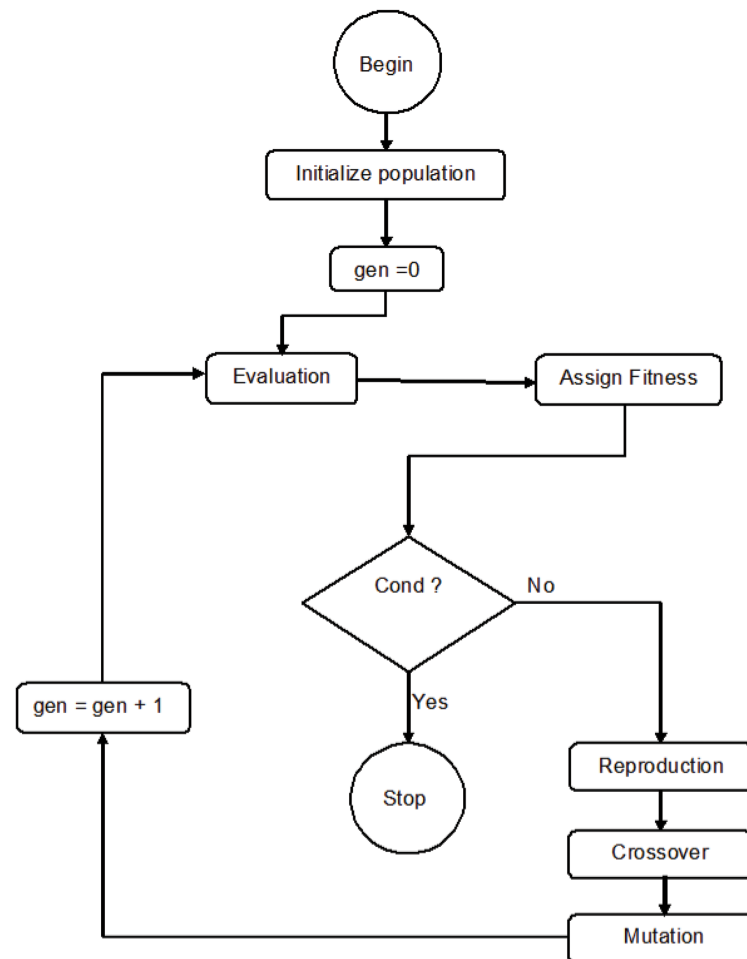 Begin
Initialize population
gen =0
Evaluation
Assign Fitness
Cond ?
No
Yes
gen = gen + 1
Stop
Reproduction
Crossover
Mutation